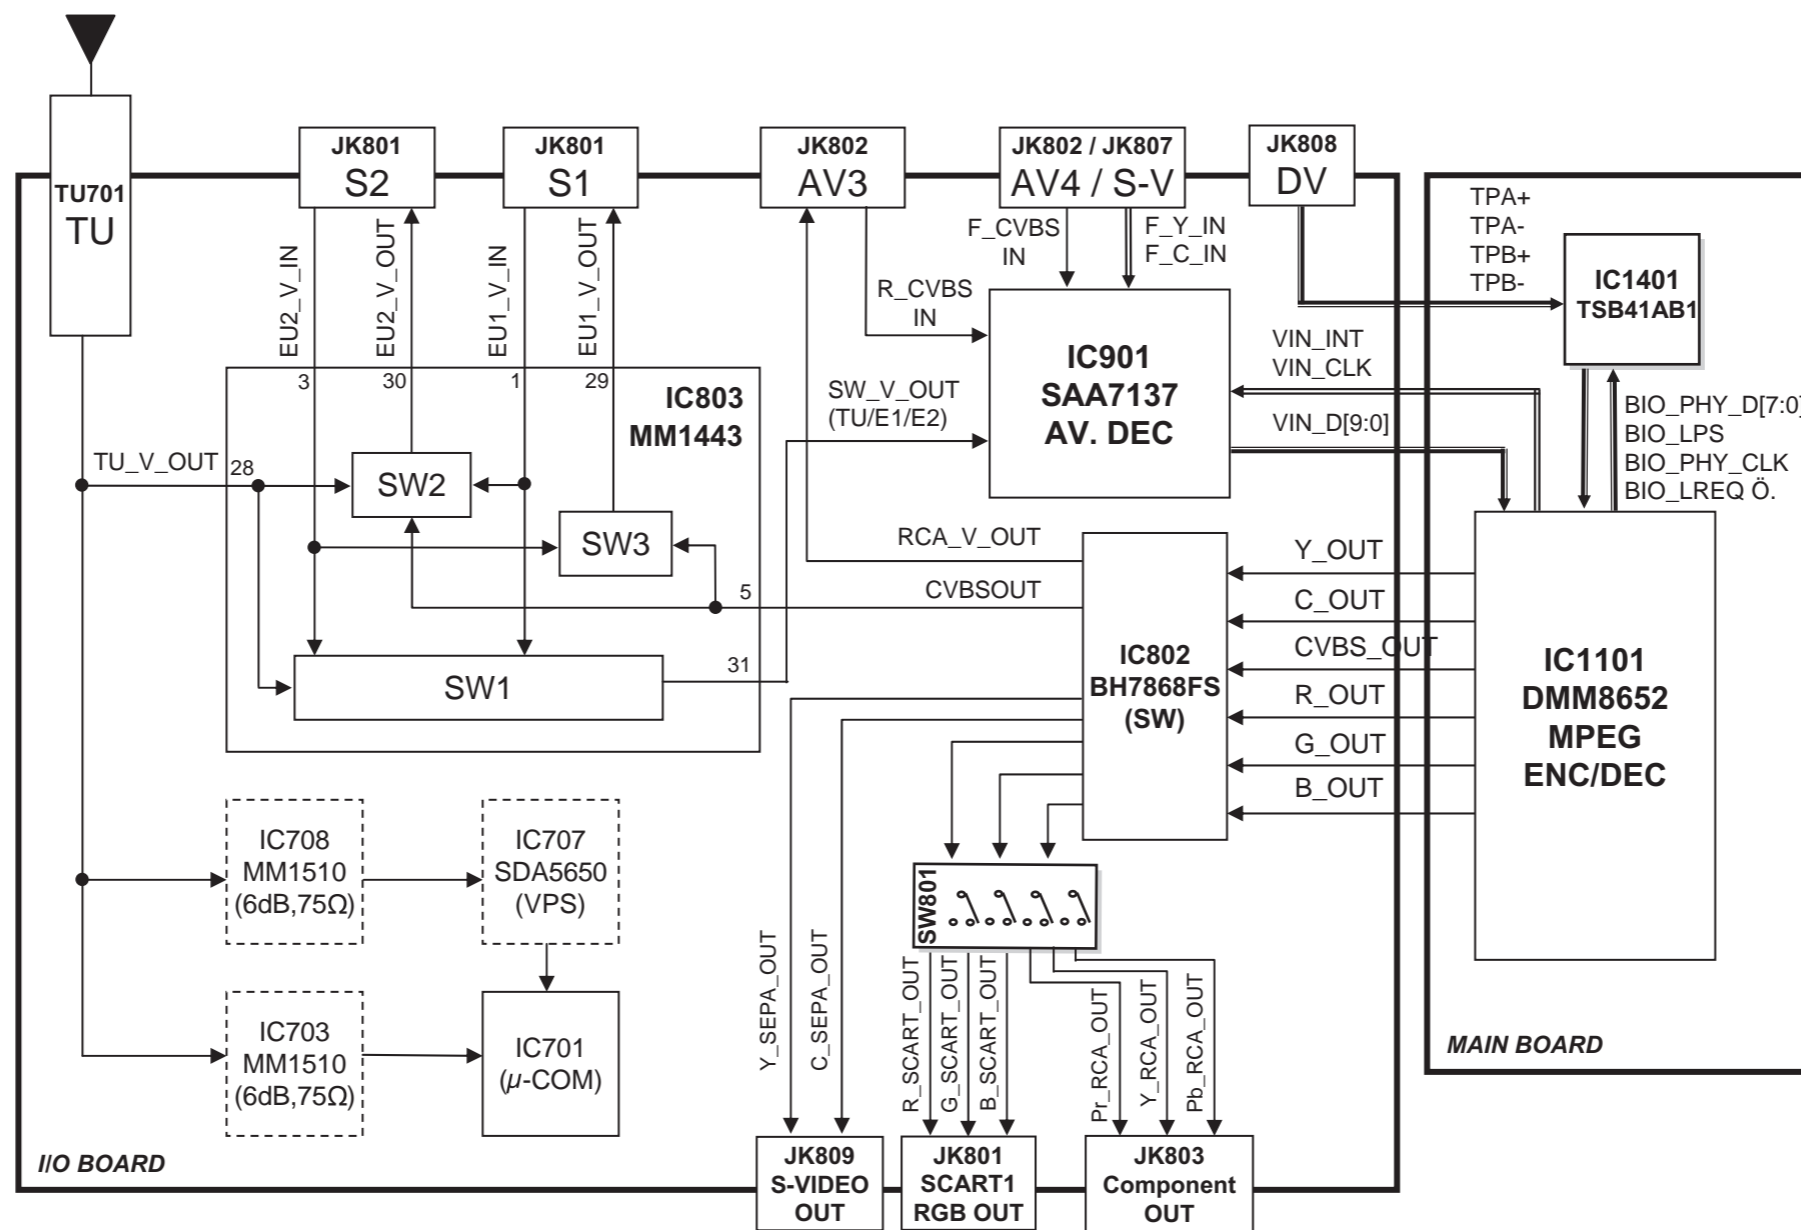 TU701
TU
JK801
S2
JK801
S1
JK802
AV3
JK802 / JK807
AV4 / S-V
JK808
DV
EU2_V_IN
EU2_V_OUT
EU1_V_IN
EU1_V_OUT
F_CVBS
IN
F_Y_IN
F_C_IN
R_CVBS
IN
TPA+
TPA-
TPB+
TPB-
IC1401
TSB41AB1
3
30
1
29
IC803
MM1443
SW_V_OUT
(TU/E1/E2)
IC901
SAA7137
AV. DEC
VIN_INT
VIN_CLK
VIN_D[9:0]
BIO_PHY_D[7:0]
BIO_LPS
BIO_PHY_CLK
BIO_LREQ Ö.
TU_V_OUT
28
SW2
SW3
5
SW1
31
RCA_V_OUT
CVBSOUT
IC802
BH7868FS
(SW)
Y_OUT
C_OUT
CVBS_OUT
R_OUT
G_OUT
B_OUT
IC1101
DMM8652
MPEG
ENC/DEC
IC708
MM1510
(6dB,75Ω)
IC707
SDA5650
(VPS)
SW801
IC703
MM1510
(6dB,75Ω)
IC701
(µ-COM)
Y_SEPA_OUT
C_SEPA_OUT
R_SCART_OUT
G_SCART_OUT
B_SCART_OUT
Pr_RCA_OUT
Y_RCA_OUT
Pb_RCA_OUT
MAIN BOARD
I/O BOARD
JK809
S-VIDEO
OUT
JK801
SCART1
RGB OUT
JK803
Component
OUT